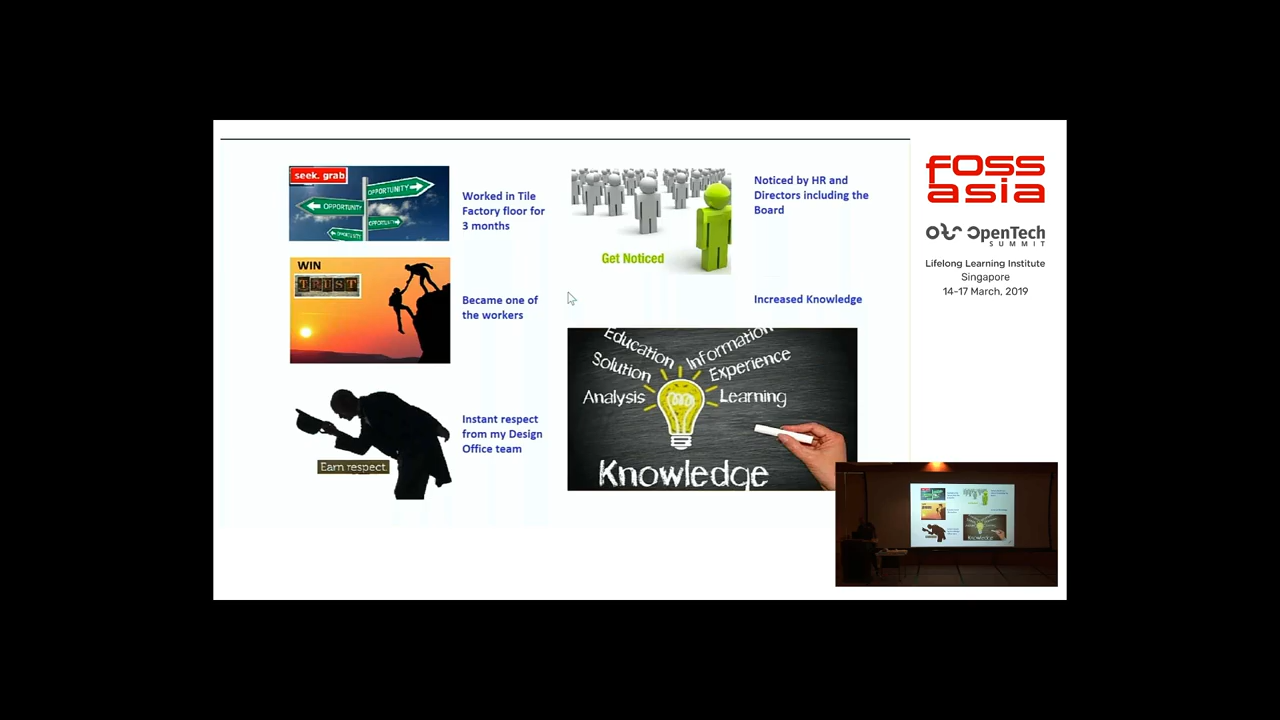 seek. grab
OPPORTUNITY
OPPORTUNITY
OPPORTUNITY
OPPORTUNITY
Worked in Tile
Factory floor for
3 months
WIN
TRUST
Became one of
the workers
Earn respect
Instant respect
from my Design
Office team
Get Noticed
Noticed by HR and
Directors including the
Board
Increased Knowledge
Education
Information
Solution
Experience
Analysis
Learning
Knowledge
FOSS
asia
OpenTech
SUMMIT
Lifelong Learning Institute
Singapore
14-17 March, 2019
Knowledge